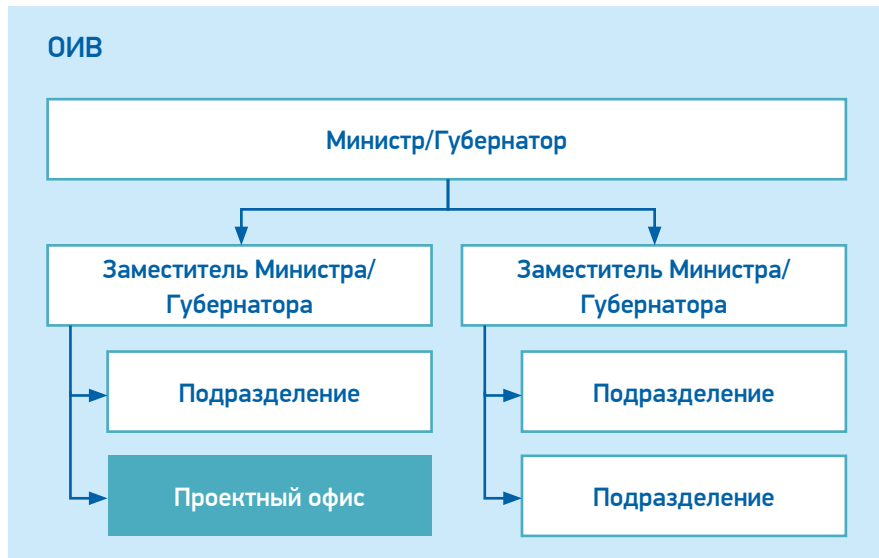 ОИВ
Министр/Губернатор
Заместитель Министра/
Губернатора
Подразделение
Проектный офис
Заместитель Министра/
Губернатора
Подразделение
Подразделение